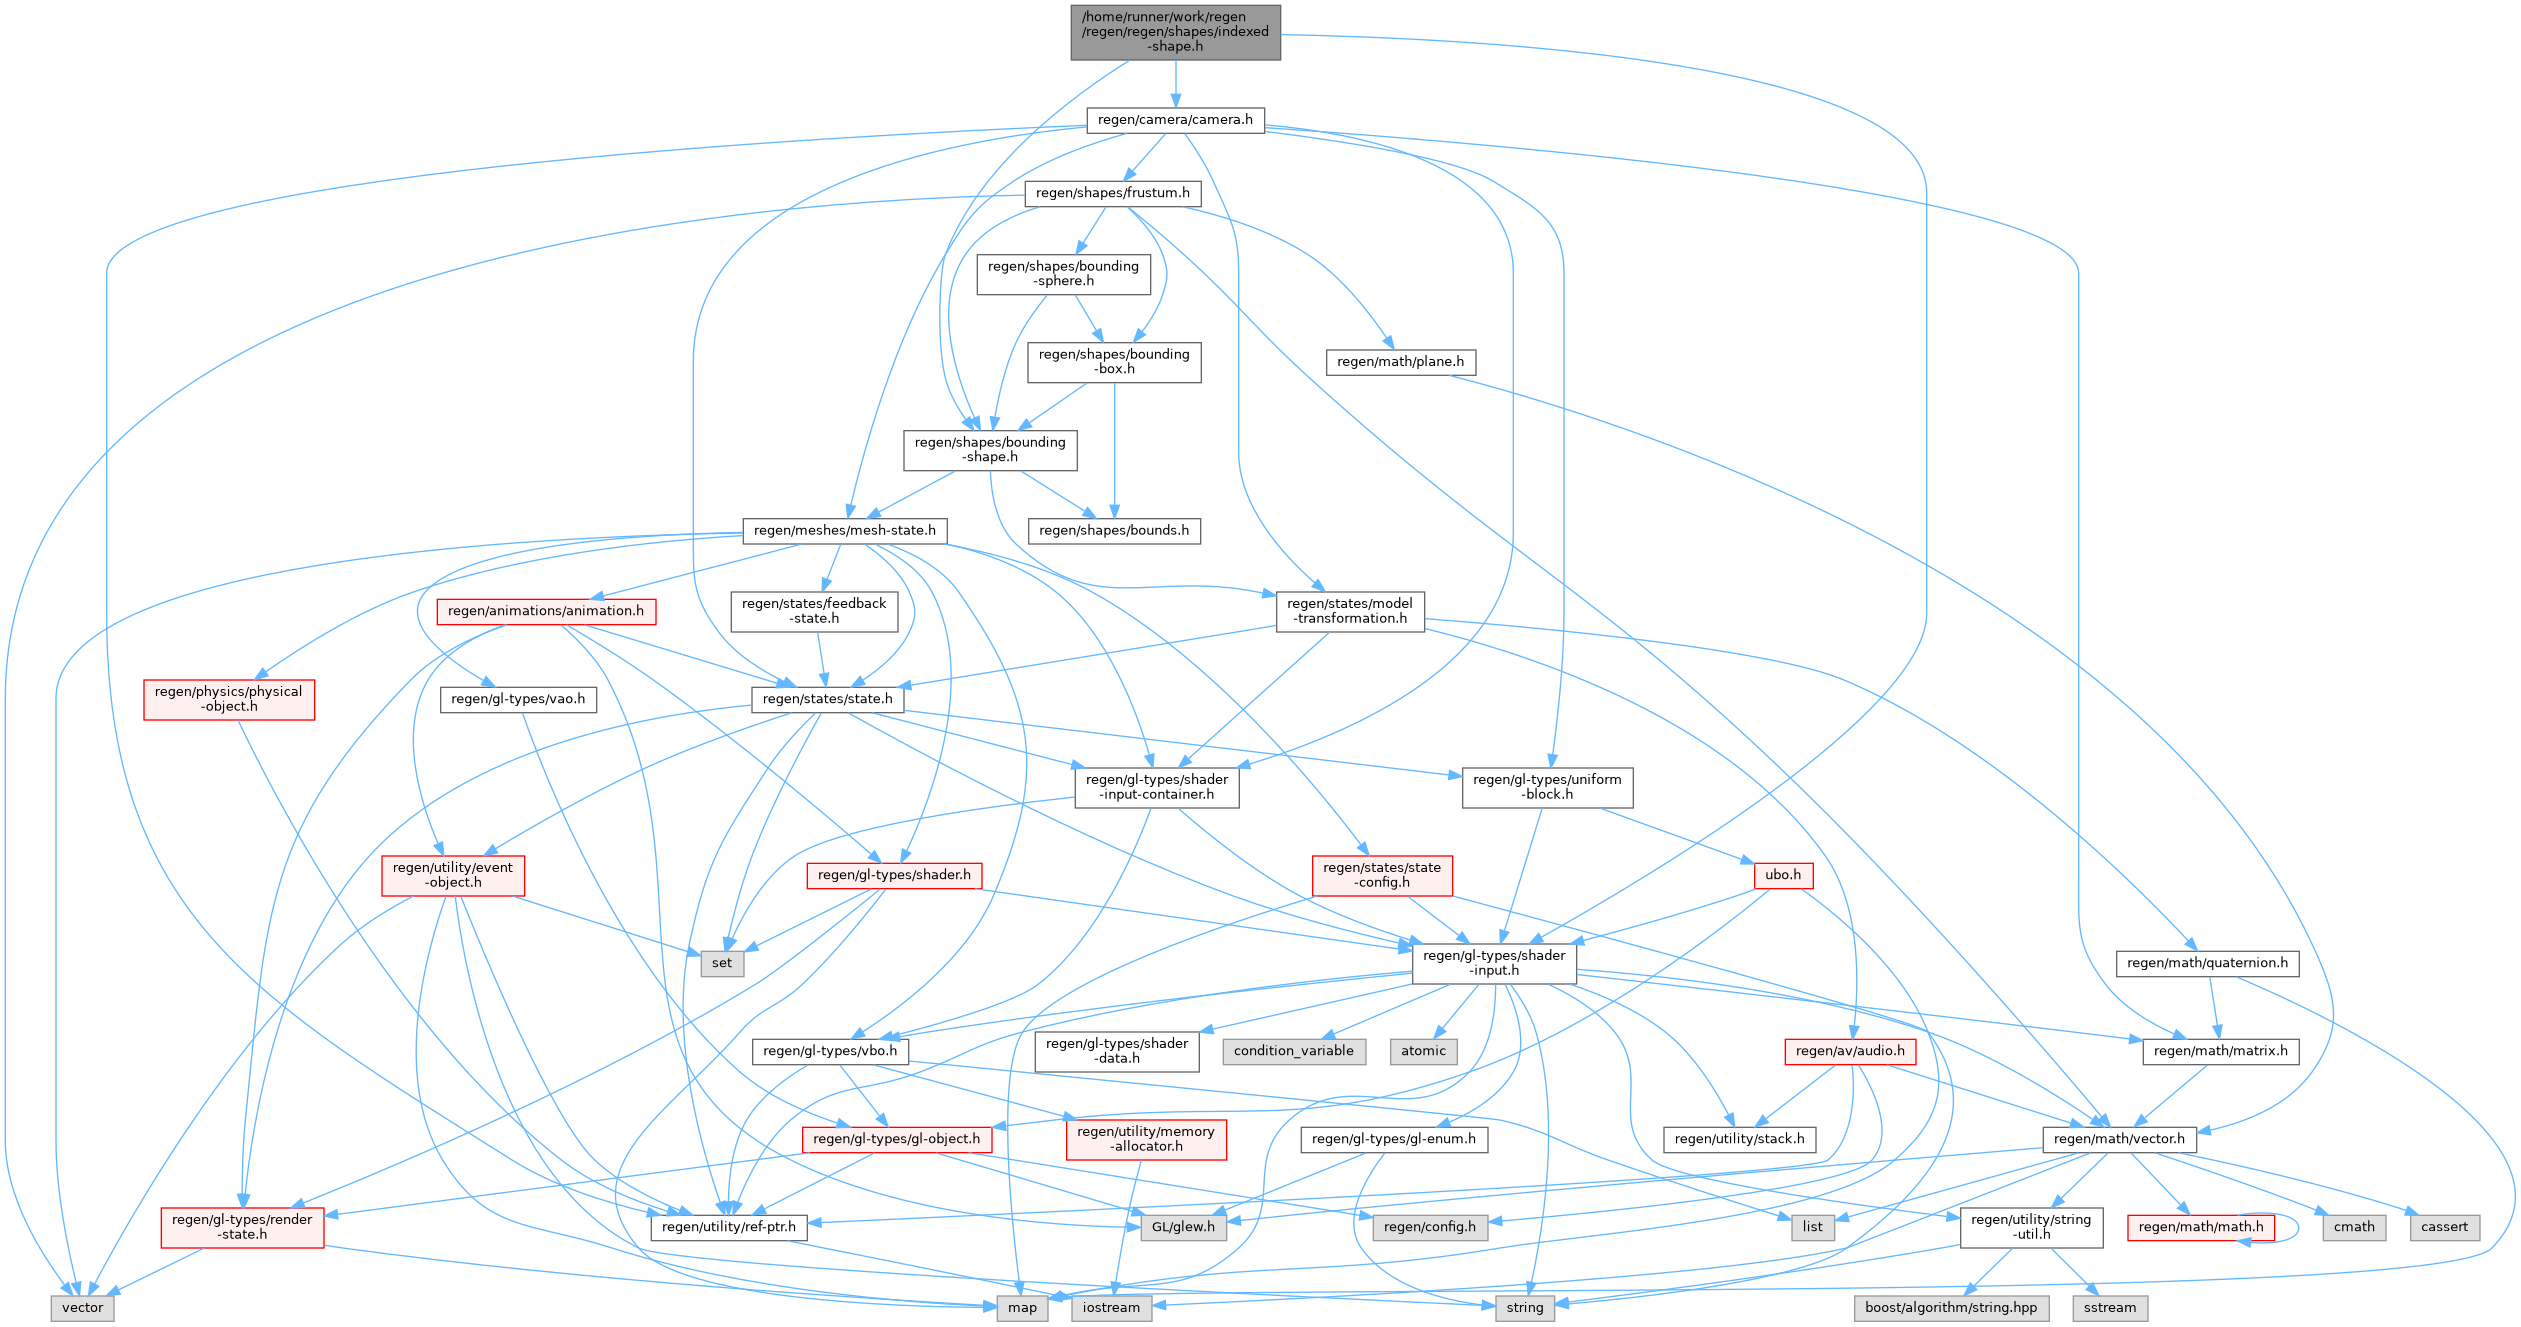 /home/runner/work/regen
/regen/regen/shapes/indexed
-shape.h
regen/camera/camera.h
regen/shapes/frustum.h
regen/shapes/bounding
-sphere.h
regen/shapes/bounding
-box.h
regen/math/plane.h
regen/shapes/bounding
-shape.h
regen/meshes/mesh-state.h
regen/shapes/bounds.h
regen/animations/animation.h
regen/states/feedback
-state.h
regen/states/model
-transformation.h
regen/physics/physical
-object.h
regen/gl-types/vao.h
regen/states/state.h
regen/gl-types/shader
-input-container.h
regen/gl-types/uniform
-block.h
regen/utility/event
-object.h
regen/gl-types/shader.h
regen/states/state
-config.h
ubo.h
set
regen/gl-types/shader
-input.h
regen/math/quaternion.h
regen/gl-types/vbo.h
regen/gl-types/shader
-data.h
condition_variable
atomic
regen/av/audio.h
regen/math/matrix.h
regen/gl-types/gl-object.h
regen/utility/memory
-allocator.h
regen/gl-types/gl-enum.h
regen/utility/stack.h
regen/math/vector.h
regen/gl-types/render
-state.h
regen/utility/ref-ptr.h
GL/glew.h
regen/config.h
list
regen/utility/string
-util.h
regen/math/math.h
cmath
cassert
vector
map
iostream
string
boost/algorithm/string.hpp
sstream